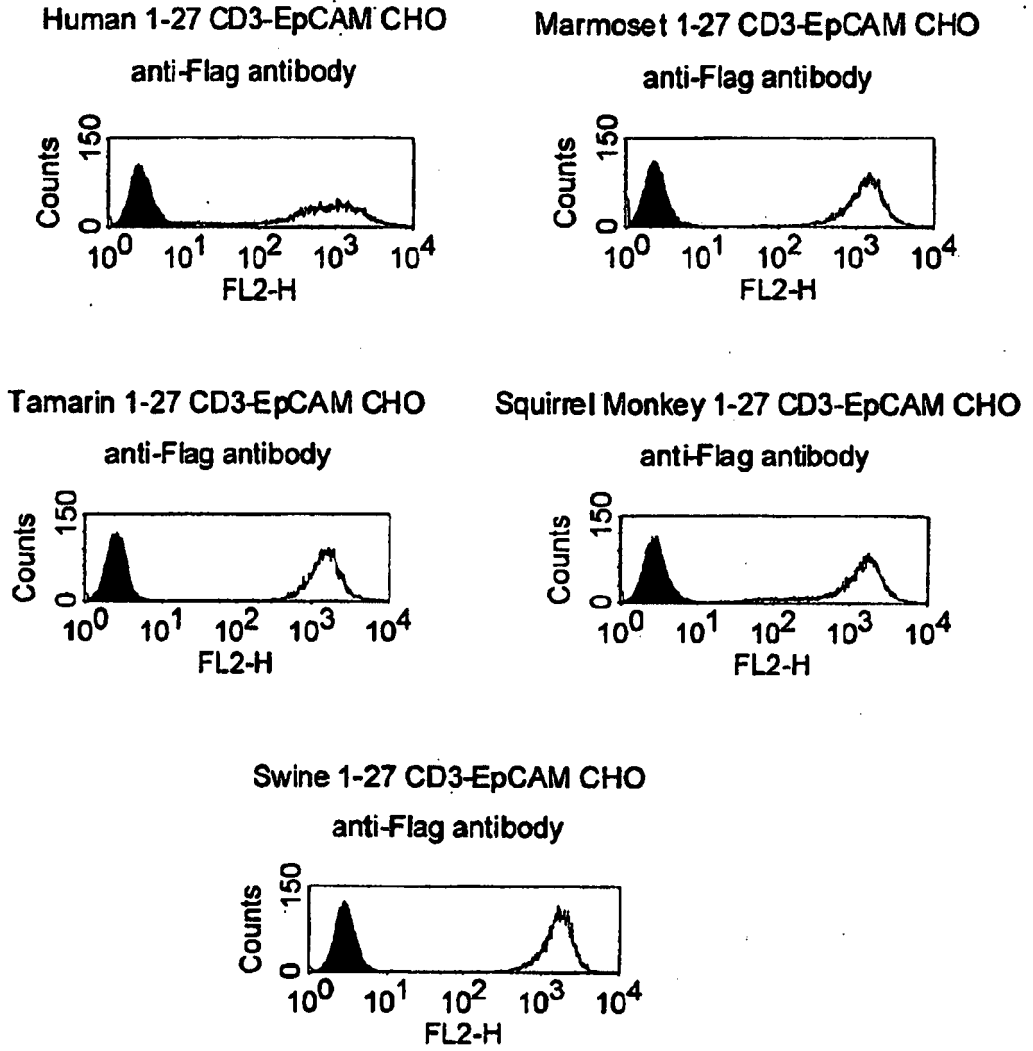 Human 1-27 CD3-EpCAM CHO
anti-Flag antibody
Counts
150
0
10^0 10^1 10^2 10^3 10^4
FL2-H
Marmoset 1-27 CD3-EpCAM CHO
anti-Flag antibody
Counts
150
0
10^0 10^1 10^2 10^3 10^4
FL2-H
Tamarin 1-27 CD3-EpCAM CHO
anti-Flag antibody
Counts
150
0
10^0 10^1 10^2 10^3 10^4
FL2-H
Squirrel Monkey 1-27 CD3-EpCAM CHO
anti-Flag antibody
Counts
150
0
10^0 10^1 10^2 10^3 10^4
FL2-H
Swine 1-27 CD3-EpCAM CHO
anti-Flag antibody
Counts
150
0
10^0 10^1 10^2 10^3 10^4
FL2-H